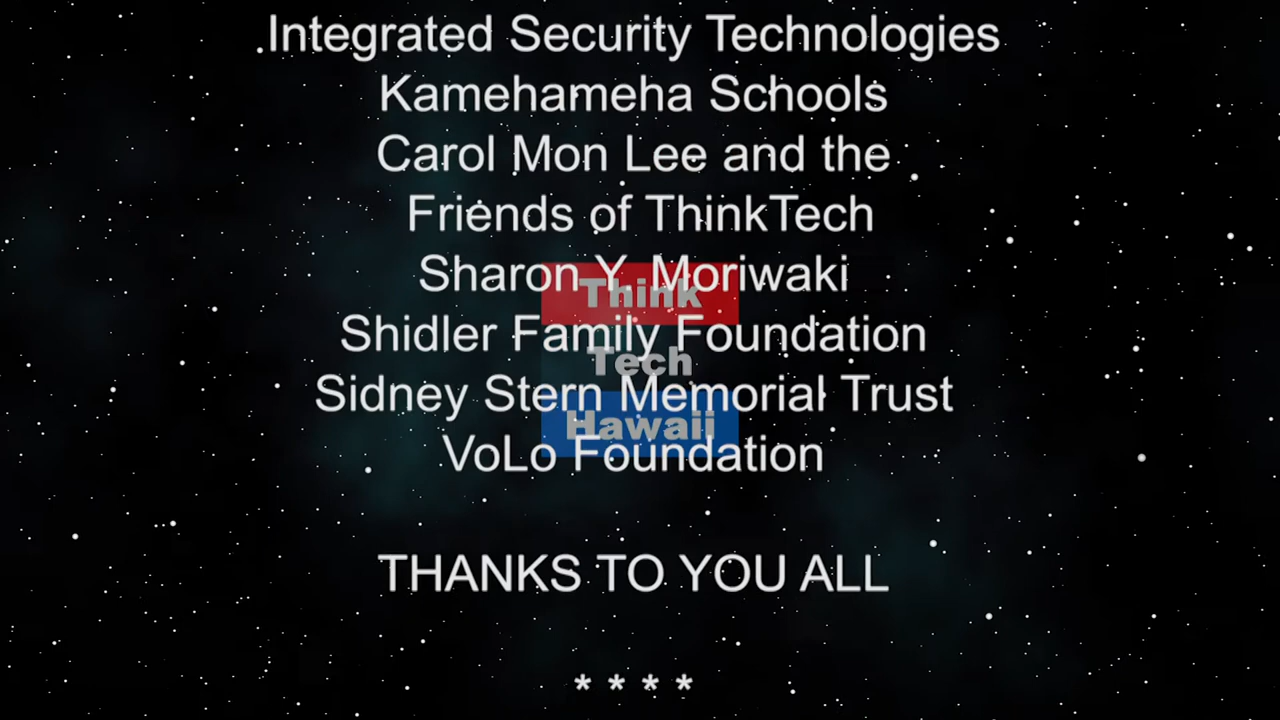 Integrated Security Technologies
Kamehameha Schools
Carol Mon Lee and the
Friends of ThinkTech
Sharon Y. Moriwaki
Think
Shidler Family Foundation
Tech
Sidney Stern Memorial Trust
Hawaii
VoLo Foundation
THANKS TO YOU ALL
* * * *